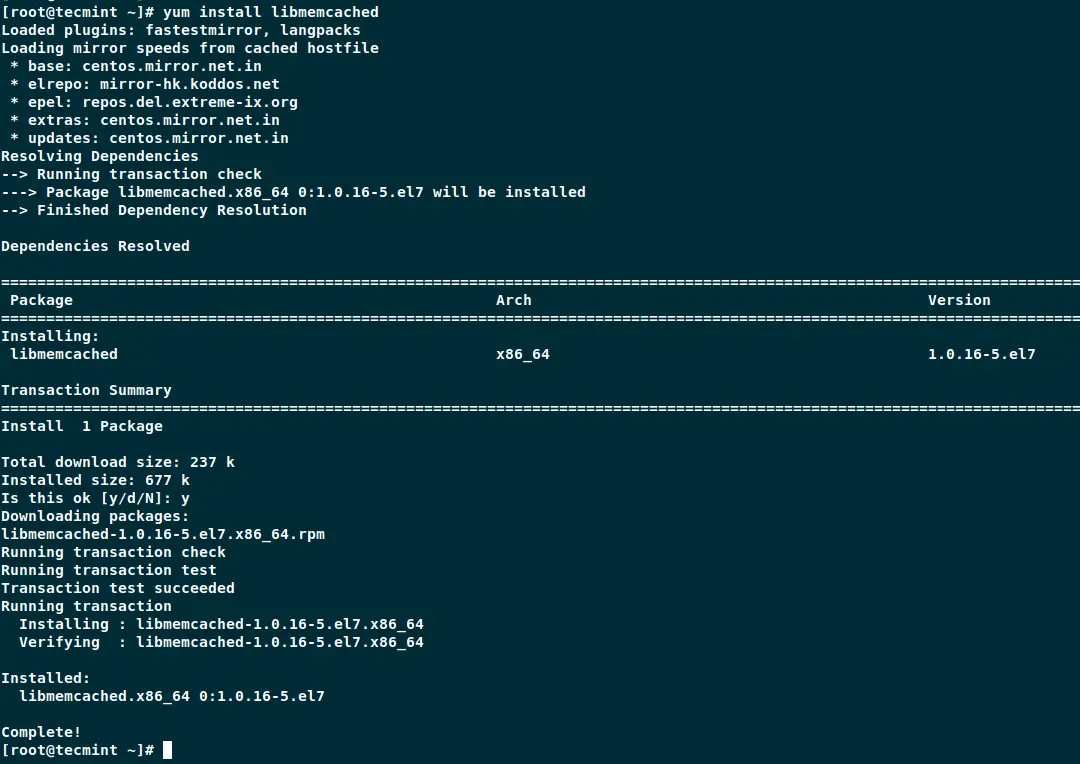 [root@tecmint ~]# yum install libmemcached
Loaded plugins: fastestmirror, langpacks
Loading mirror speeds from cached hostfile
 * base: centos.mirror.net.in
 * elrepo: mirror-hk.koddos.net
 * epel: repos.del.extreme-ix.org
 * extras: centos.mirror.net.in
 * updates: centos.mirror.net.in
Resolving Dependencies
--> Running transaction check
---> Package libmemcached.x86_64 0:1.0.16-5.el7 will be installed
--> Finished Dependency Resolution

Dependencies Resolved

========================================================================================================================
 Package                                               Arch                                            Version
========================================================================================================================
Installing:
 libmemcached                                          x86_64                                          1.0.16-5.el7

Transaction Summary
========================================================================================================================
Install  1 Package

Total download size: 237 k
Installed size: 677 k
Is this ok [y/d/N]: y
Downloading packages:
libmemcached-1.0.16-5.el7.x86_64.rpm
Running transaction check
Running transaction test
Transaction test succeeded
Running transaction
  Installing : libmemcached-1.0.16-5.el7.x86_64
  Verifying  : libmemcached-1.0.16-5.el7.x86_64

Installed:
  libmemcached.x86_64 0:1.0.16-5.el7

Complete!
[root@tecmint ~]#